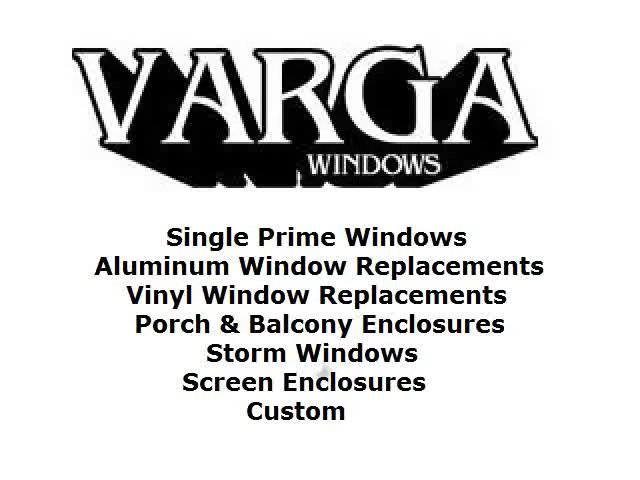 VARGA
WINDOWS
Single Prime Windows
Aluminum Window Replacements
Vinyl Window Replacements
Porch & Balcony Enclosures
Storm Windows
Screen Enclosures
Custom